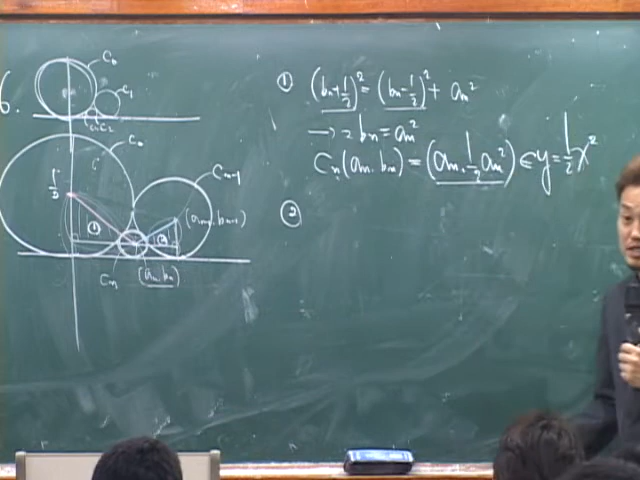 6.
C₀
C₁
C₂
C₀
1/2
Cₙ₋₁
①
②
(aₙ₋₁, bₙ₋₁)
Cₙ
(aₙ, bₙ)
① (bₙ+1/2)² = (bₙ-1/2)² + aₙ²
→ 2bₙ = aₙ²
Cₙ(aₙ, bₙ) = (aₙ, 1/2 aₙ²) ∈ y = 1/2 x²
②